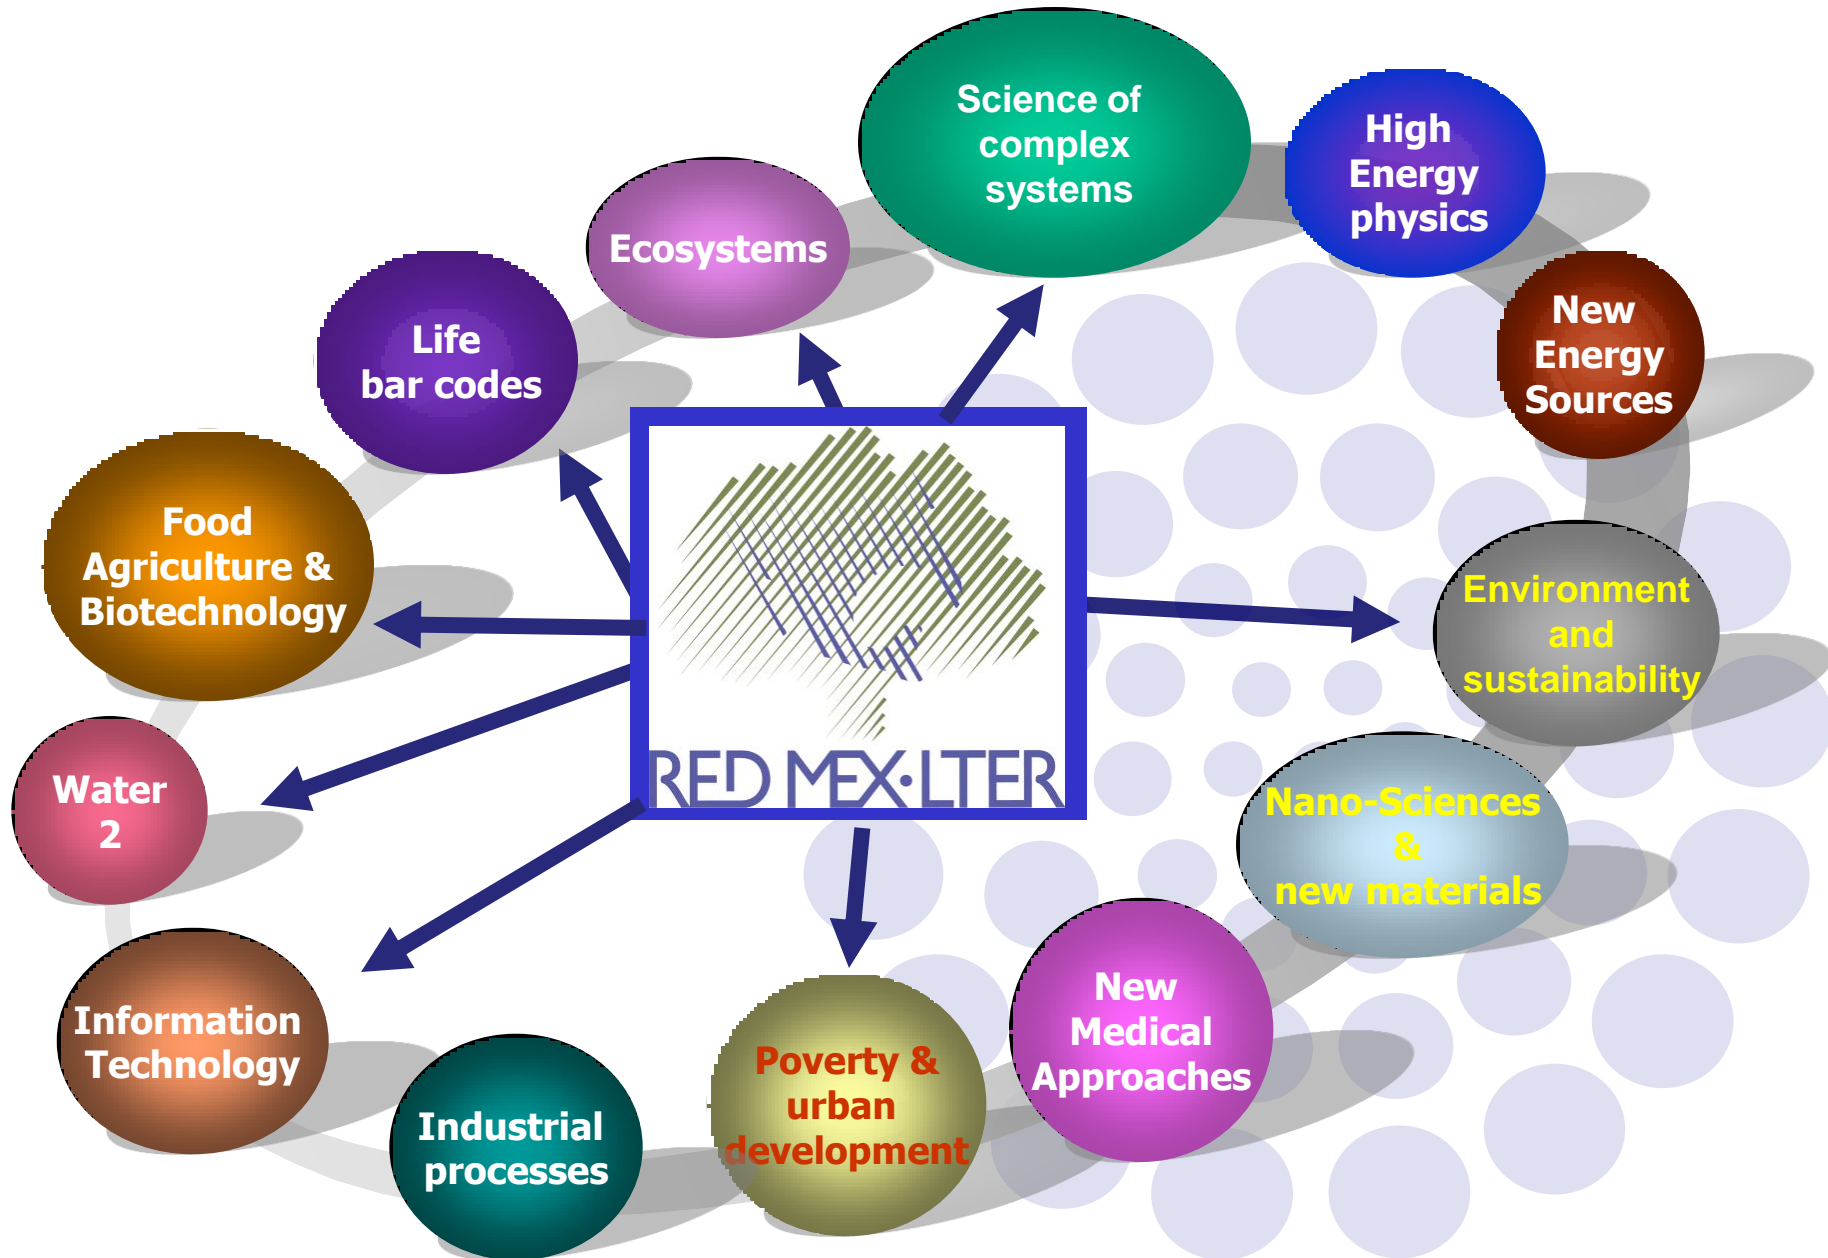 Science of
complex
systems
High
Energy
physics
Ecosystems
New
Energy
Sources
Life
bar codes
Food
Agriculture &
Biotechnology
Environment
and
sustainability
RED MEX·LTER
Water
2
Nano-Sciences
&
new materials
New
Medical
Approaches
Information
Technology
Poverty &
urban
development
Industrial
processes